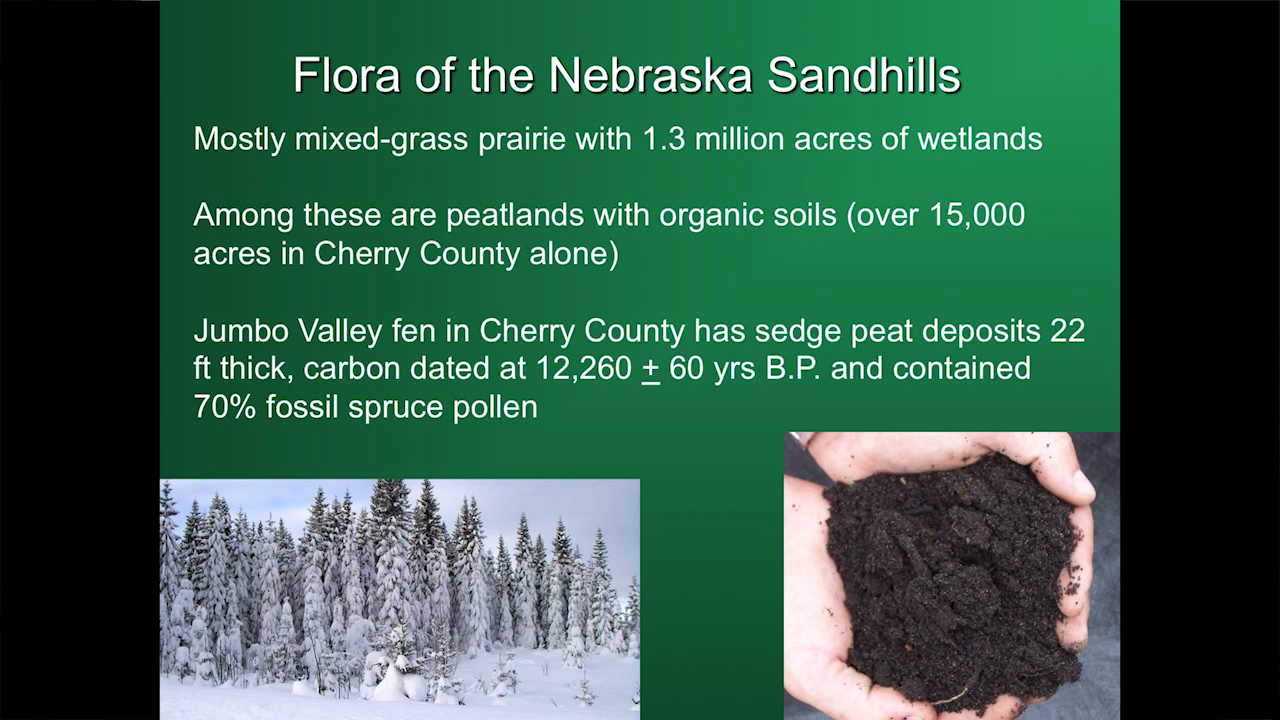 Flora of the Nebraska Sandhills
Mostly mixed-grass prairie with 1.3 million acres of wetlands
Among these are peatlands with organic soils (over 15,000
acres in Cherry County alone)
Jumbo Valley fen in Cherry County has sedge peat deposits 22
ft thick, carbon dated at 12,260 ± 60 yrs B.P. and contained
70% fossil spruce pollen